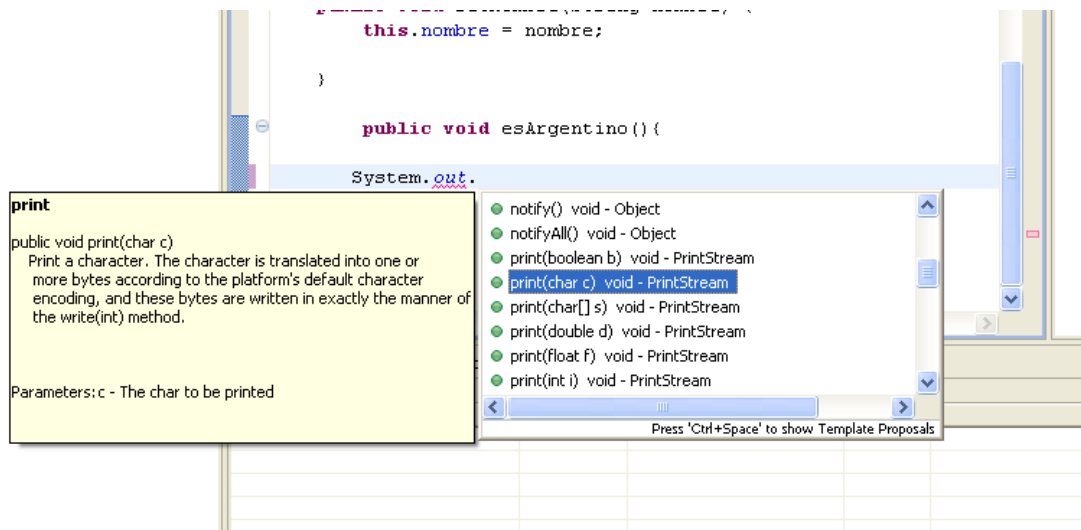 this.nombre = nombre;
}
public void esArgentino(){
System.out.
print
public void print(char c)
Print a character. The character is translated into one or
more bytes according to the platform's default character
encoding, and these bytes are written in exactly the manner of
the write(int) method.
Parameters:c - The char to be printed
notify() void - Object
notifyAll() void - Object
print(boolean b) void - PrintStream
print(char c) void - PrintStream
print(char[] s) void - PrintStream
print(double d) void - PrintStream
print(float f) void - PrintStream
print(int i) void - PrintStream
Press 'Ctrl+Space' to show Template Proposals